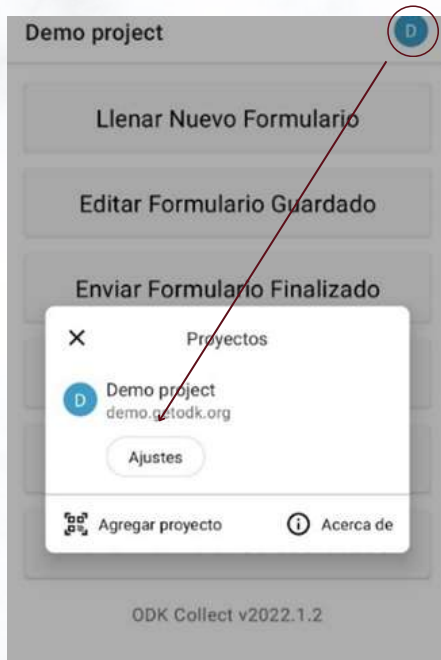 Demo project
D
Llenar Nuevo Formulario
Editar Formulario Guardado
Enviar Formulario Finalizado
Proyectos
D
Demo project
demo.getodk.org
Ajustes
Agregar proyecto
Acerca de
ODK Collect v2022.1.2